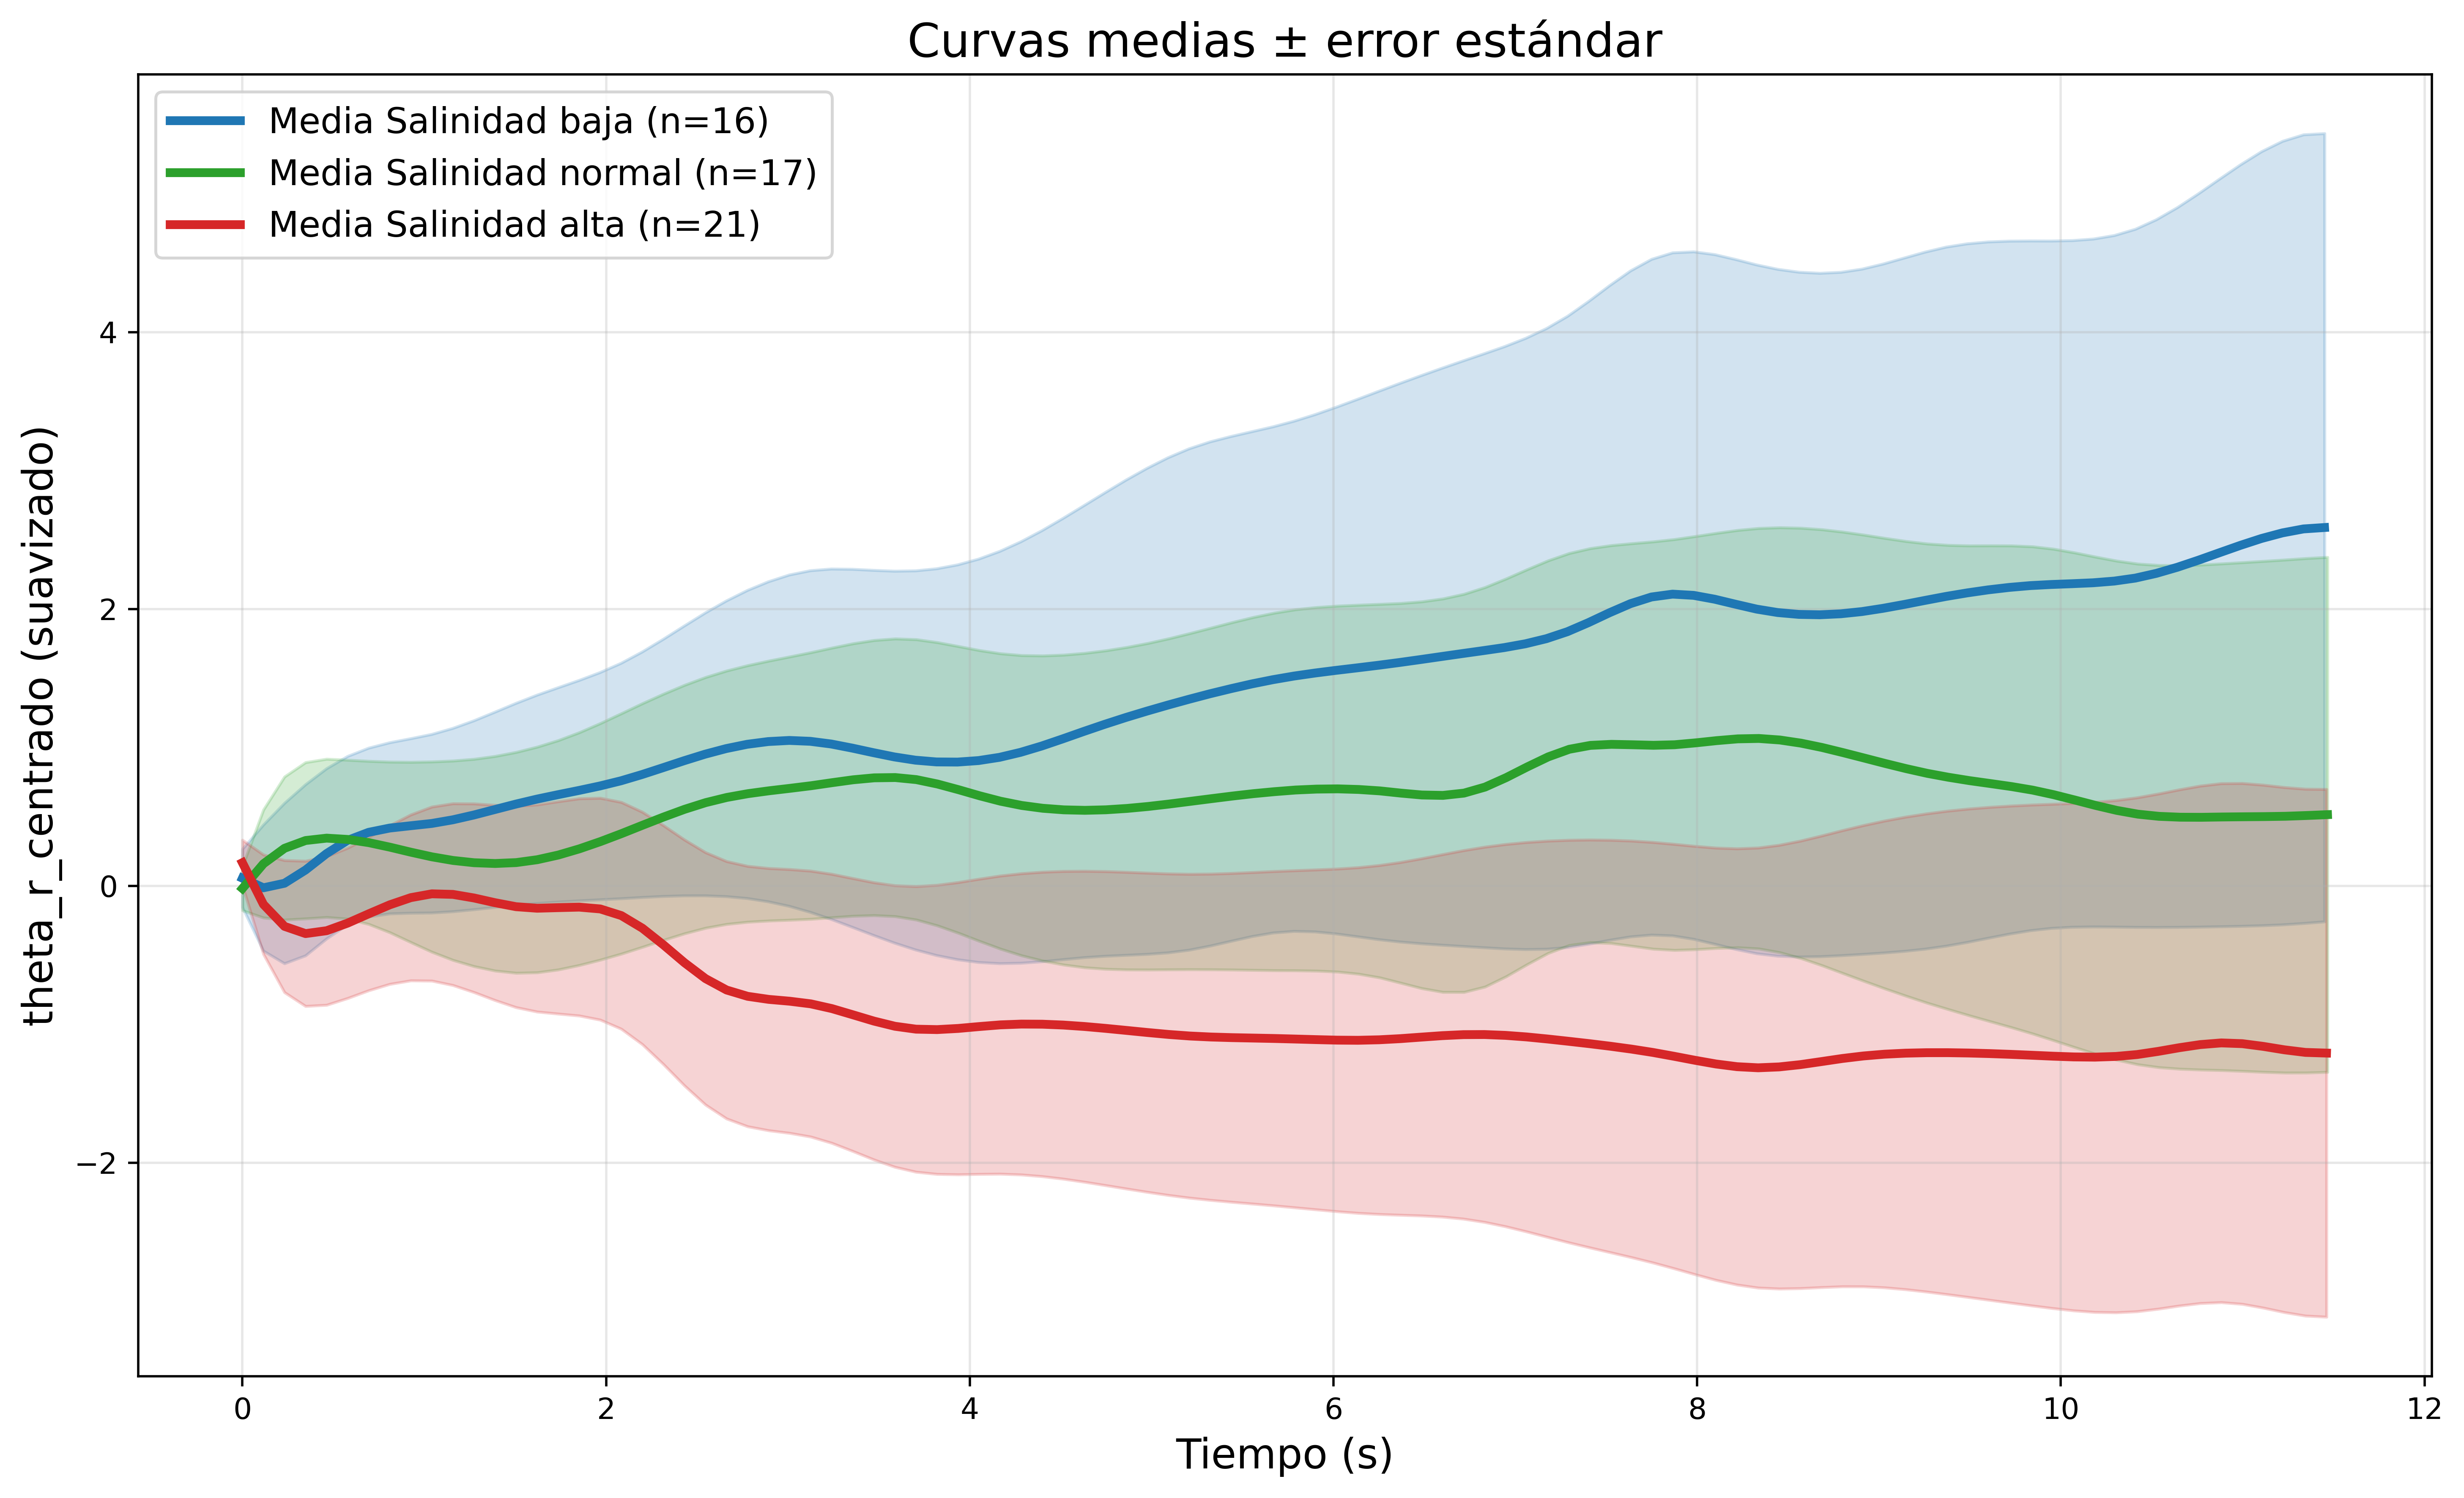 Curvas medias ± error estándar
Media Salinidad baja (n=16)
Media Salinidad normal (n=17)
Media Salinidad alta (n=21)
theta_r_centrado (suavizado)
4
2
0
−2
0 2 4 6 8 10 12
Tiempo (s)